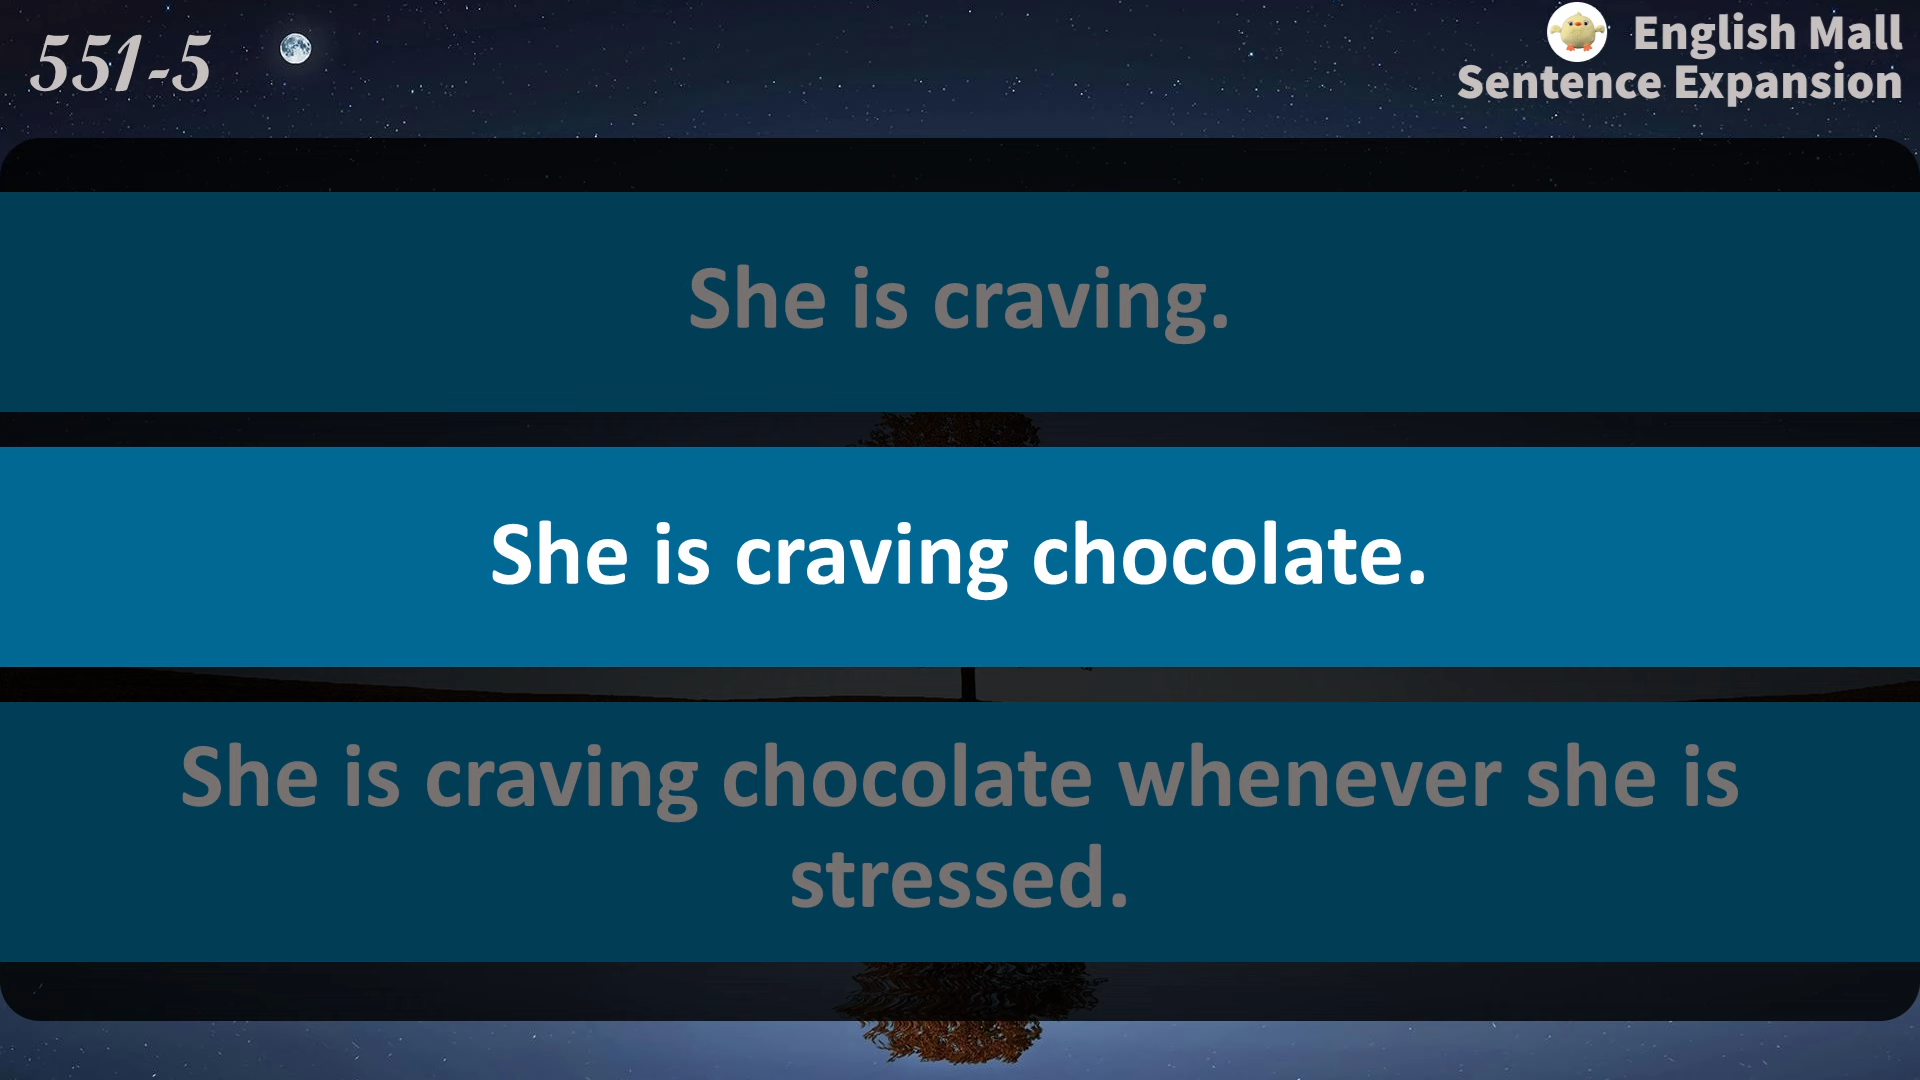 551-5
English Mall
Sentence Expansion
She is craving.
She is craving chocolate.
She is craving chocolate whenever she is
stressed.